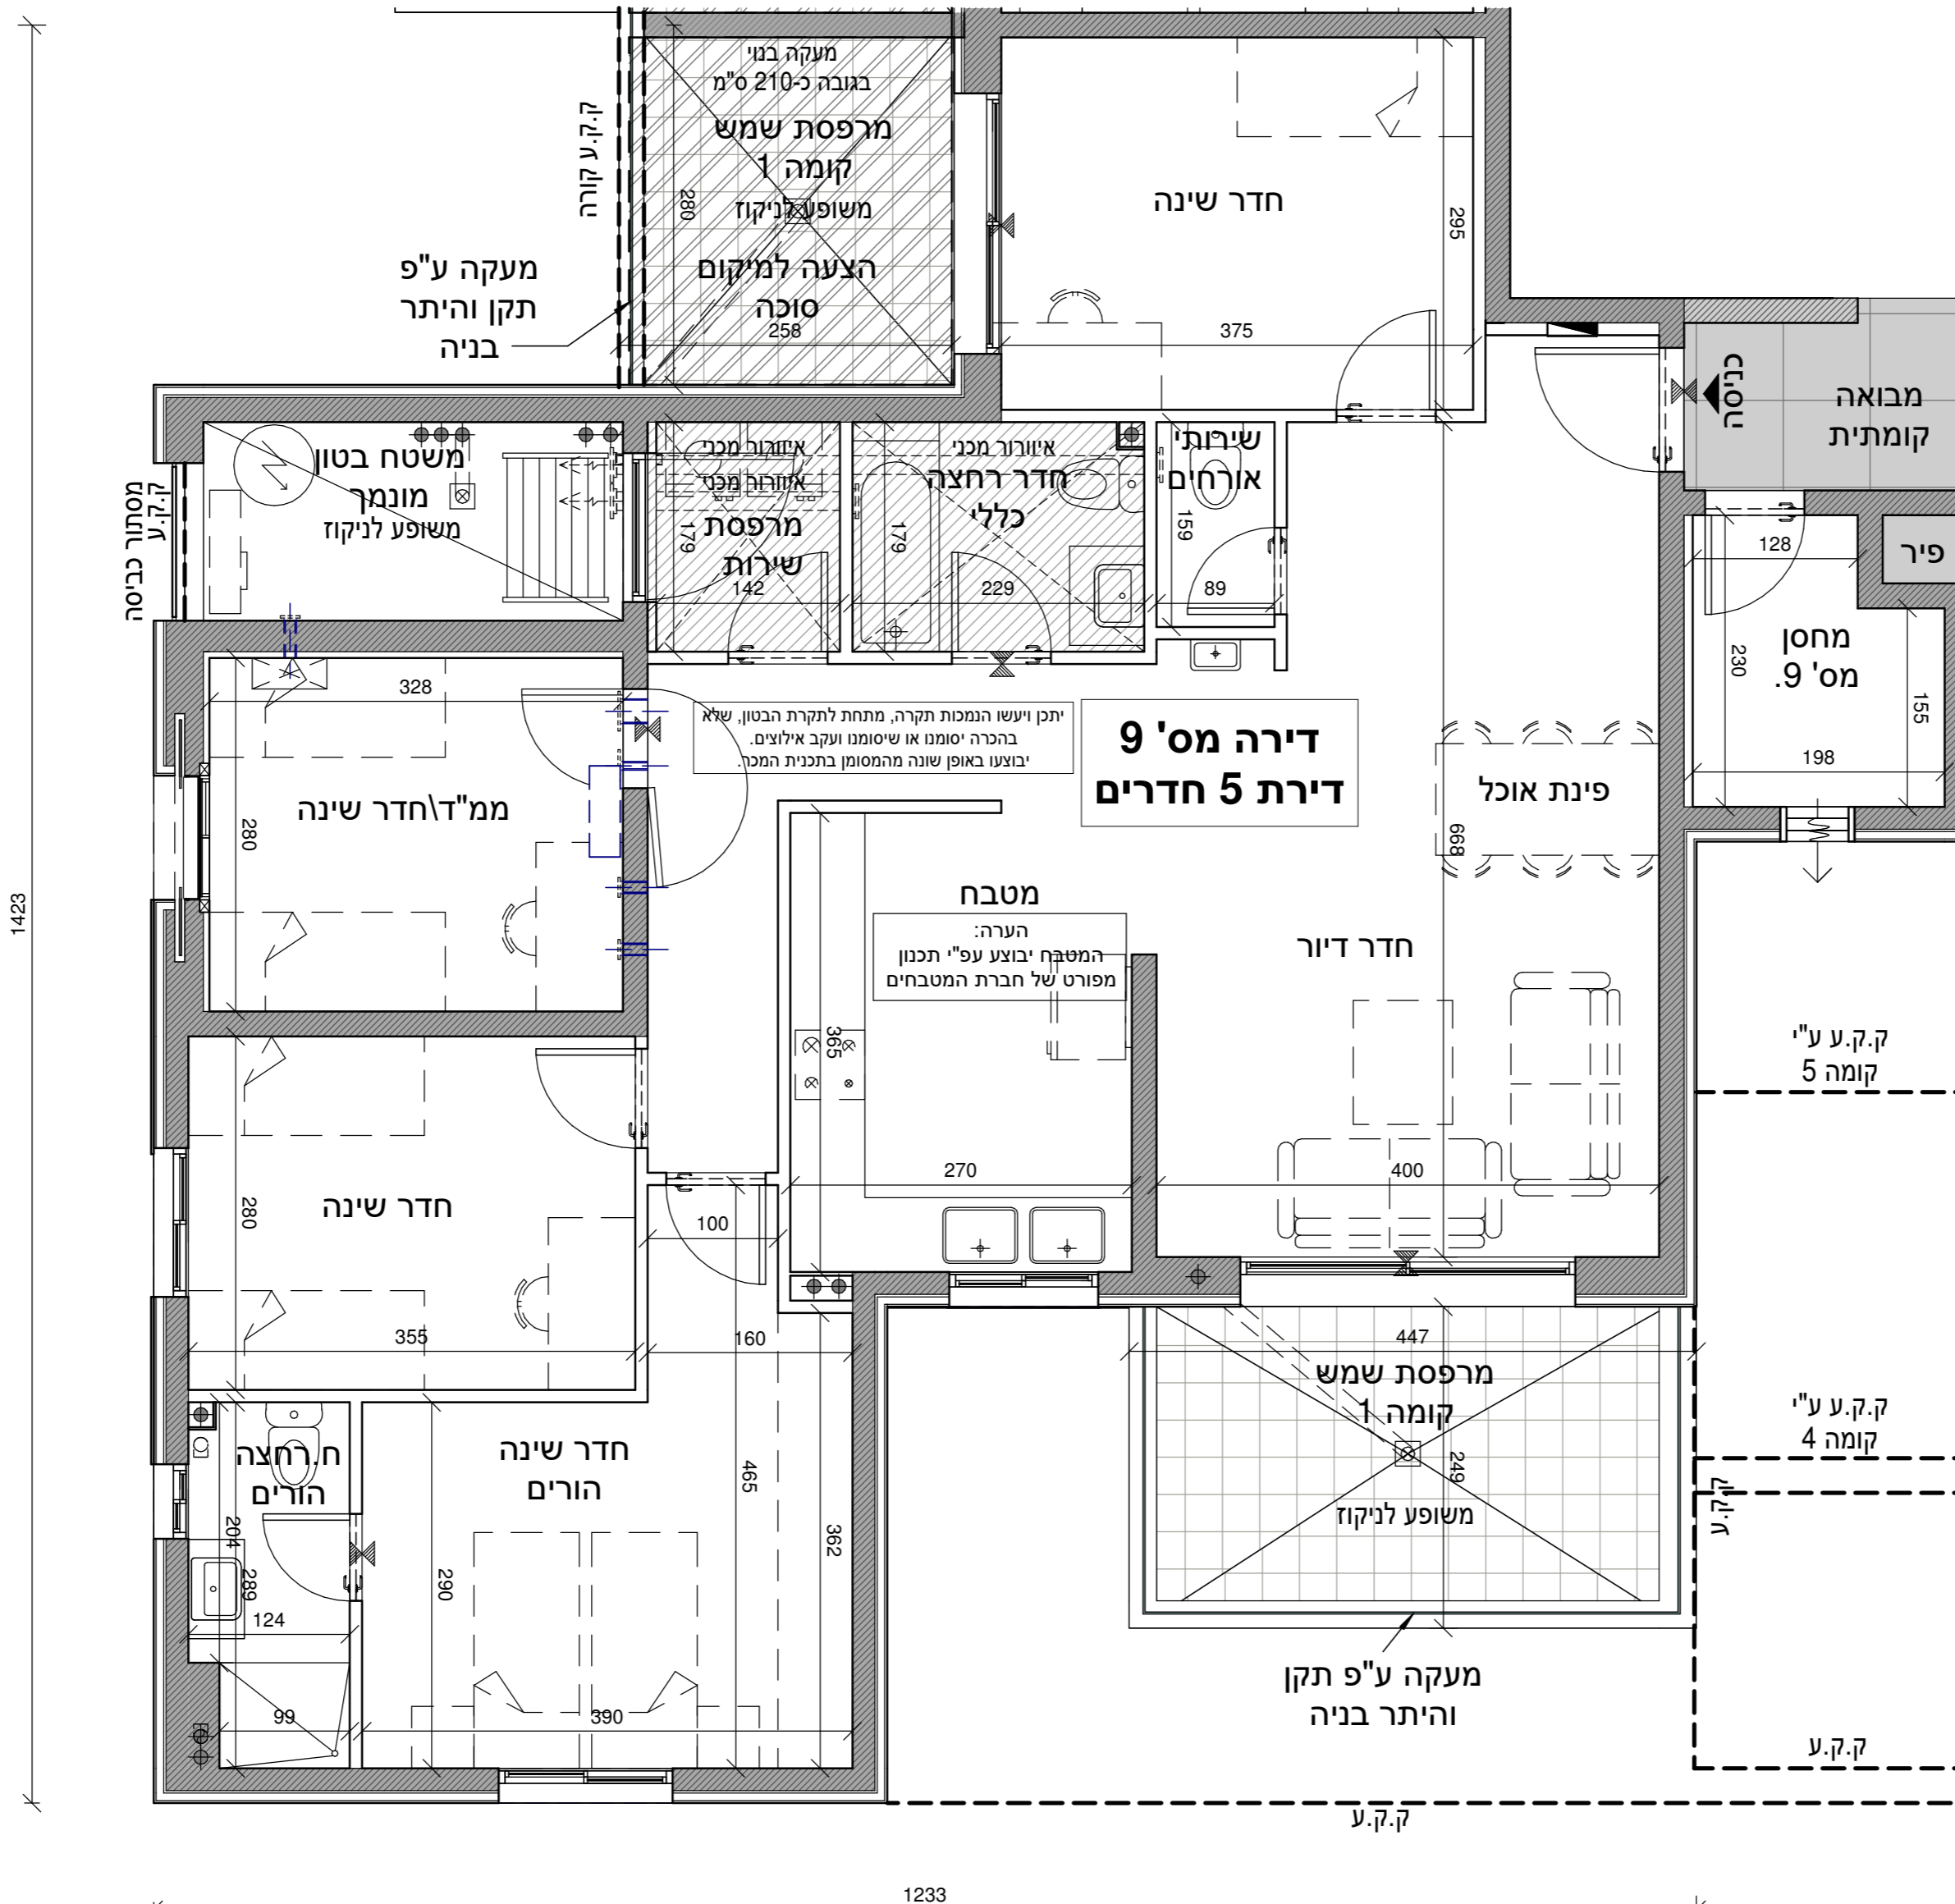 מעקה בנוי
בגובה כ-210 ס"מ
מרפסת שמש
קומה 1
משופע לניקוז
הצעה למיקום
סוכה
280
258
ק.ק.ע קורה
מעקה ע"פ
תקן והיתר
בניה
חדר שינה
295
375
כניסה
מבואה
קומתית
פיר
128
מחסן
מס' 9.
230
155
198
משטח בטון
מונמך
משופע לניקוז
מסתור כביסה
ק.ק.ע
איוורור מכני
איוורור מכני
מרפסת
שירות
179
142
איוורור מכני
חדר רחצה
כללי
179
229
שירותי
אורחים
159
89
328
ממ"ד\חדר שינה
280
יתכן ויעשו הנמכות תקרה, מתחת לתקרת הבטון, שלא
בהכרה יסומנו או שיסומנו ועקב אילוצים.
יבוצעו באופן שונה מהמסומן בתכנית המכר.
דירה מס' 9
דירת 5 חדרים
פינת אוכל
668
חדר דיור
400
מטבח
הערה:
המטבח יבוצע עפ"י תכנון
מפורט של חברת המטבחים
365
270
1423
חדר שינה
280
355
100
160
ק.ק.ע ע"י
קומה 5
447
מרפסת שמש
קומה 1
249
משופע לניקוז
ק.ק.ע ע"י
קומה 4
ק.ק.ע
ח.רחצה
הורים
204
289
124
99
חדר שינה
הורים
465
362
290
390
מעקה ע"פ תקן
והיתר בניה
ק.ק.ע
ק.ק.ע
1233